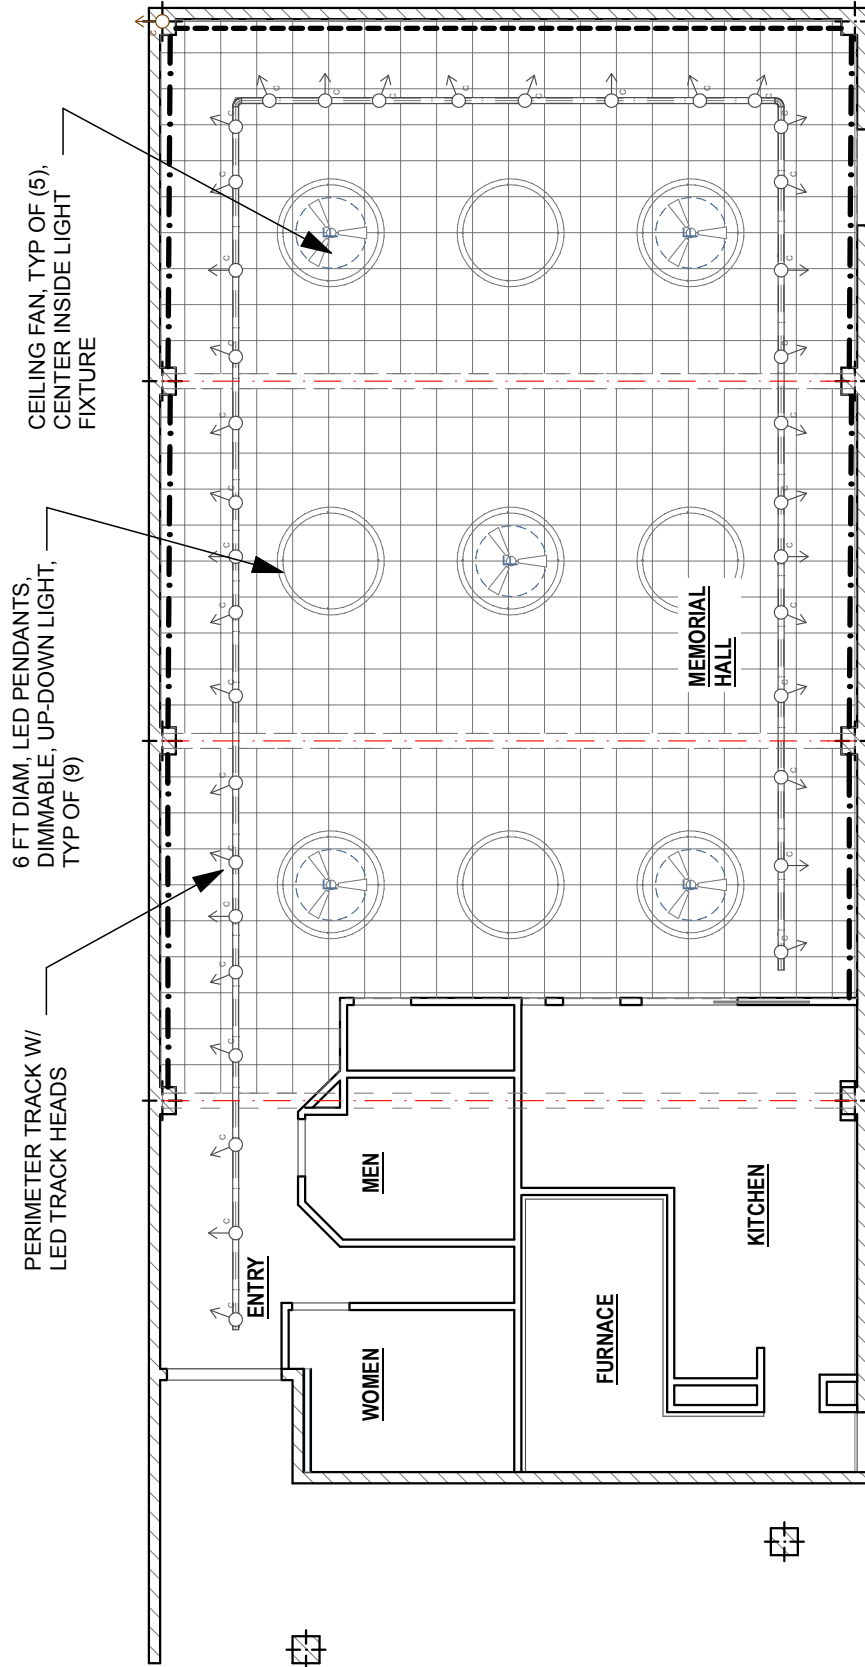 PERIMETER TRACK W/
LED TRACK HEADS
6 FT DIAM, LED PENDANTS,
DIMMABLE, UP-DOWN LIGHT,
TYP OF (9)
CEILING FAN, TYP OF (5),
CENTER INSIDE LIGHT
FIXTURE
ENTRY
WOMEN
MEN
FURNACE
KITCHEN
MEMORIAL
HALL